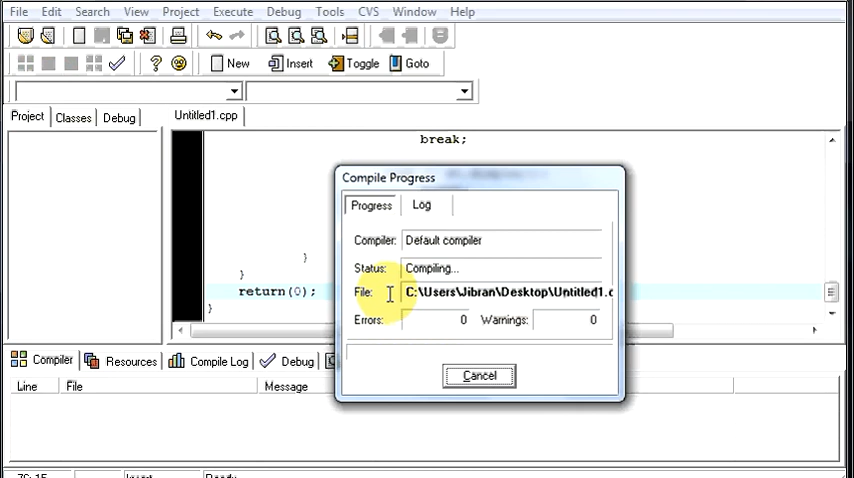 File Edit Search View Project Execute Debug Tools CVS Window Help
New Insert Toggle Goto
Project Classes Debug Untitled1.cpp
break;
Compile Progress
Progress Log
Compiler: Default compiler
}
Status: Compiling...
}
File: C:\Users\Jibran\Desktop\Untitled1.c
return(0);
}
Errors: 0 Warnings: 0
Compiler Resources Compile Log Debug
Cancel
Line File Message